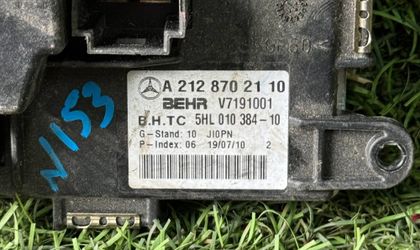 A 212 870 21 10
BEHR V7191001
B.H.TC 5HL 010 384-10
G-Stand: 10 JI0PN
P-Index: 06 19/07/10 2
N153